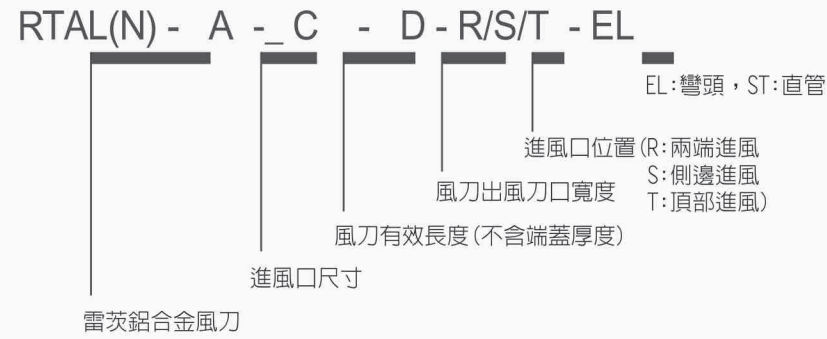 RTAL(N) - A -_ C - D - R/S/T - EL
EL:彎頭，ST:直管
進風口位置(R:兩端進風
S:側邊進風
T:頂部進風)
風刀出風刀口寬度
風刀有效長度(不含端蓋厚度)
進風口尺寸
雷茨鋁合金風刀